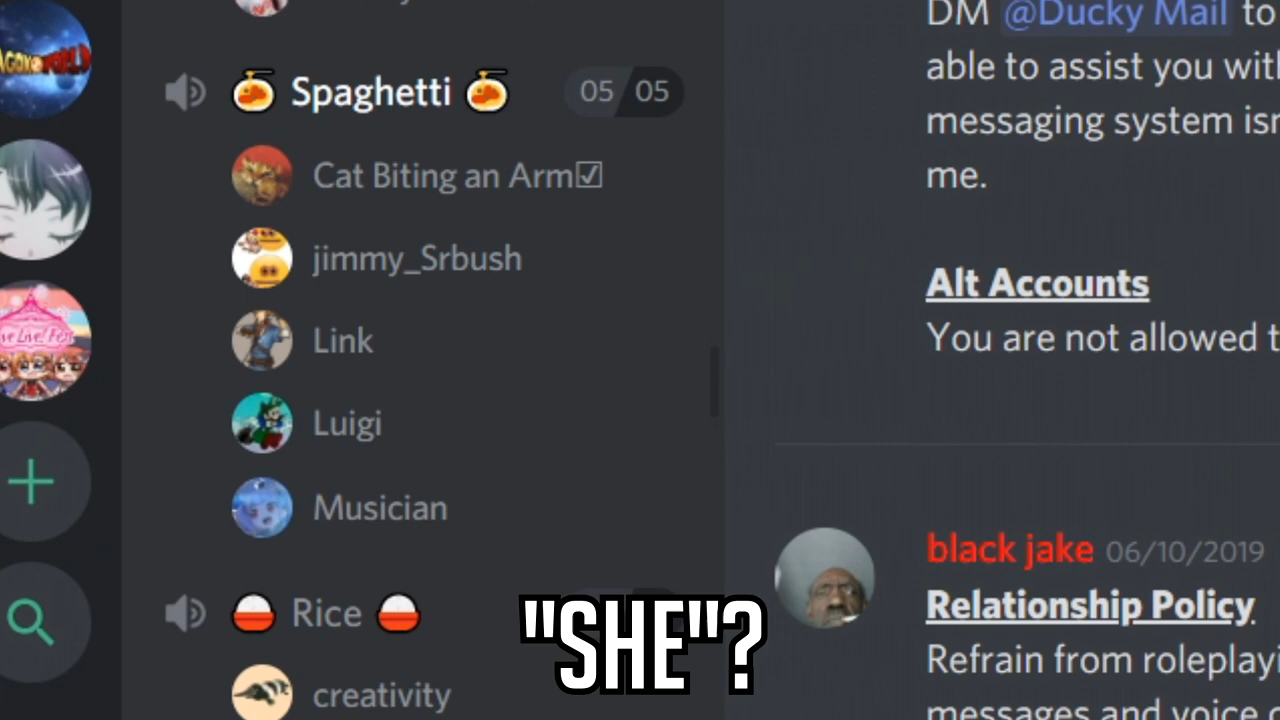 Spaghetti
05 05
Cat Biting an Arm☑
jimmy_Srbush
Link
Luigi
Musician
Rice
creativity
DM @Ducky Mail to
able to assist you with
messaging system isn
me.
Alt Accounts
You are not allowed t
black jake 06/10/2019
Relationship Policy
Refrain from roleplayi
messages and voice c
"SHE"?